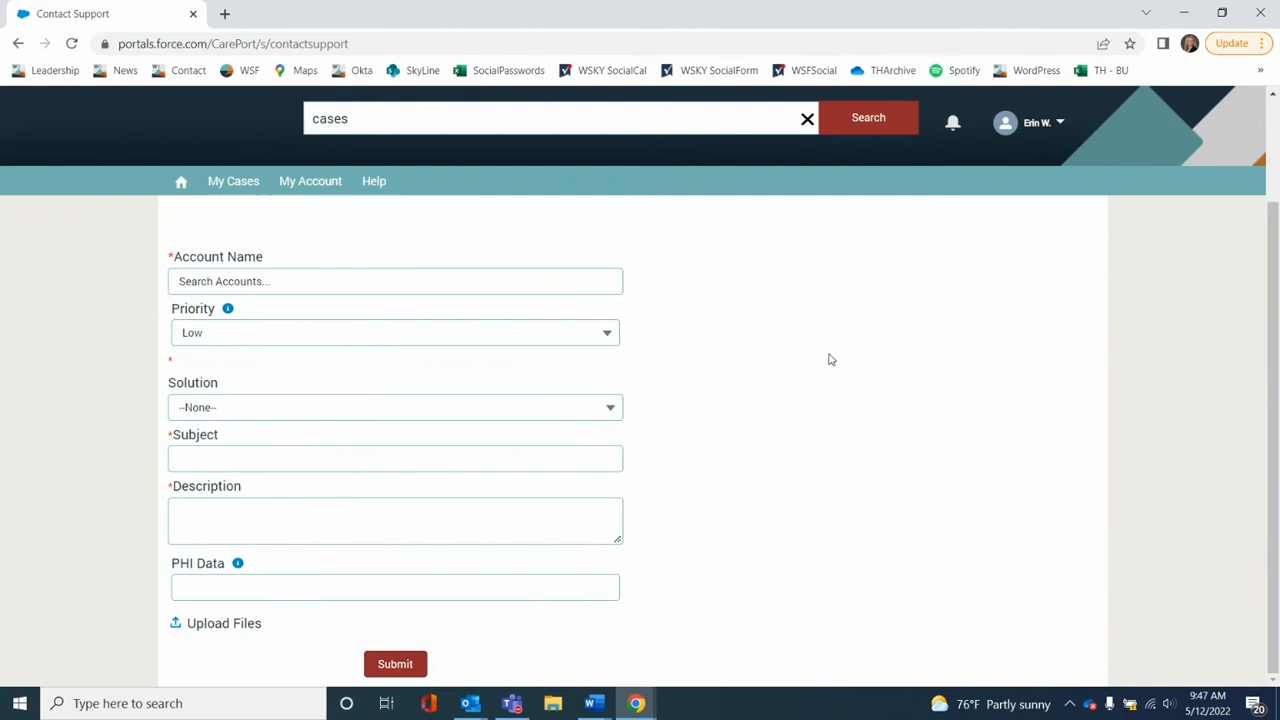 Contact Support
portals.force.com/CarePort/s/contactsupport
Update
Leadership News Contact WSF Maps Okta SkyLine SocialPasswords WSKY SocialCal WSKY SocialForm WSFSocial THArchive Spotify WordPress TH - BU »
cases
Search
Erin W.
My Cases My Account Help
*Account Name
Search Accounts...
Priority i
Low
*
Solution
--None--
*Subject
*Description
PHI Data i
Upload Files
Submit
Type here to search
76°F Partly sunny
9:47 AM
5/12/2022
20